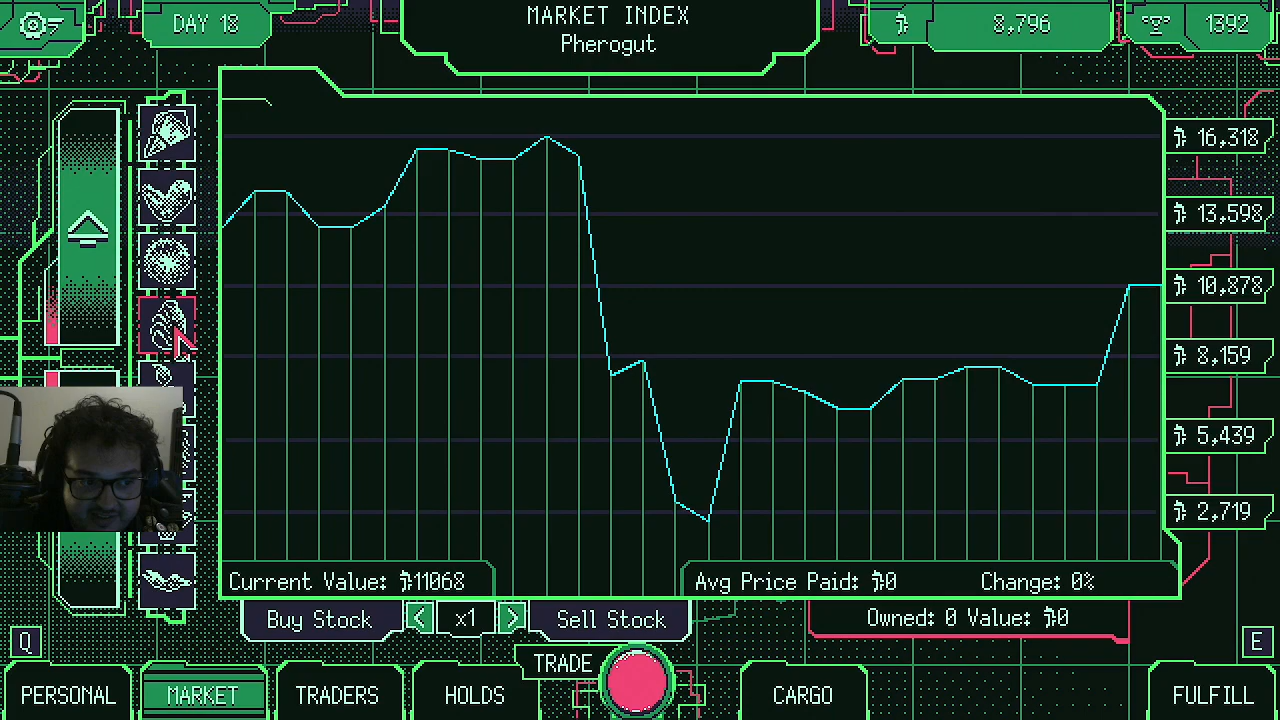 DAY 18
MARKET INDEX
Pherogut
8,796
1392
16,318
13,598
10,878
8,159
5,439
2,719
Current Value: 11068
Avg Price Paid: 0
Change: 0%
Buy Stock
< x1 >
Sell Stock
Owned: 0 Value: 0
Q
E
TRADE
PERSONAL
MARKET
TRADERS
HOLDS
CARGO
FULFILL